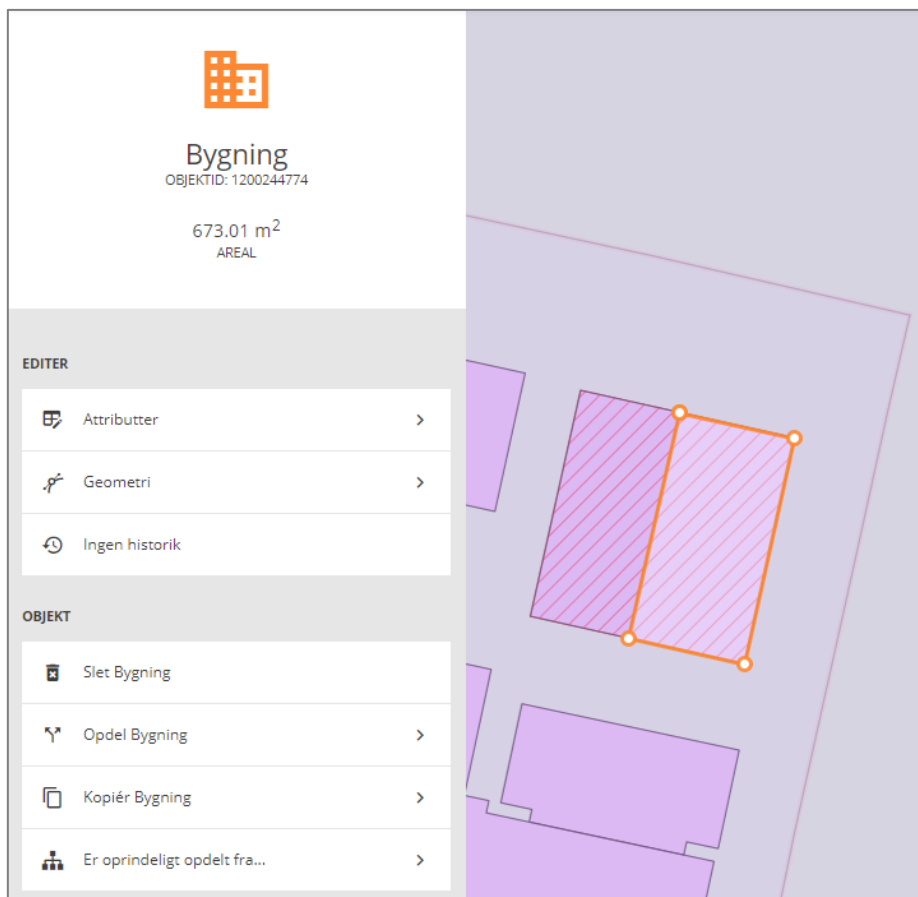 Bygning
OBJEKTID: 1200244774
673.01 m²
AREAL
EDITER
Attributter
Geometri
Ingen historik
OBJEKT
Slet Bygning
Opdel Bygning
Kopiér Bygning
Er oprindeligt opdelt fra...